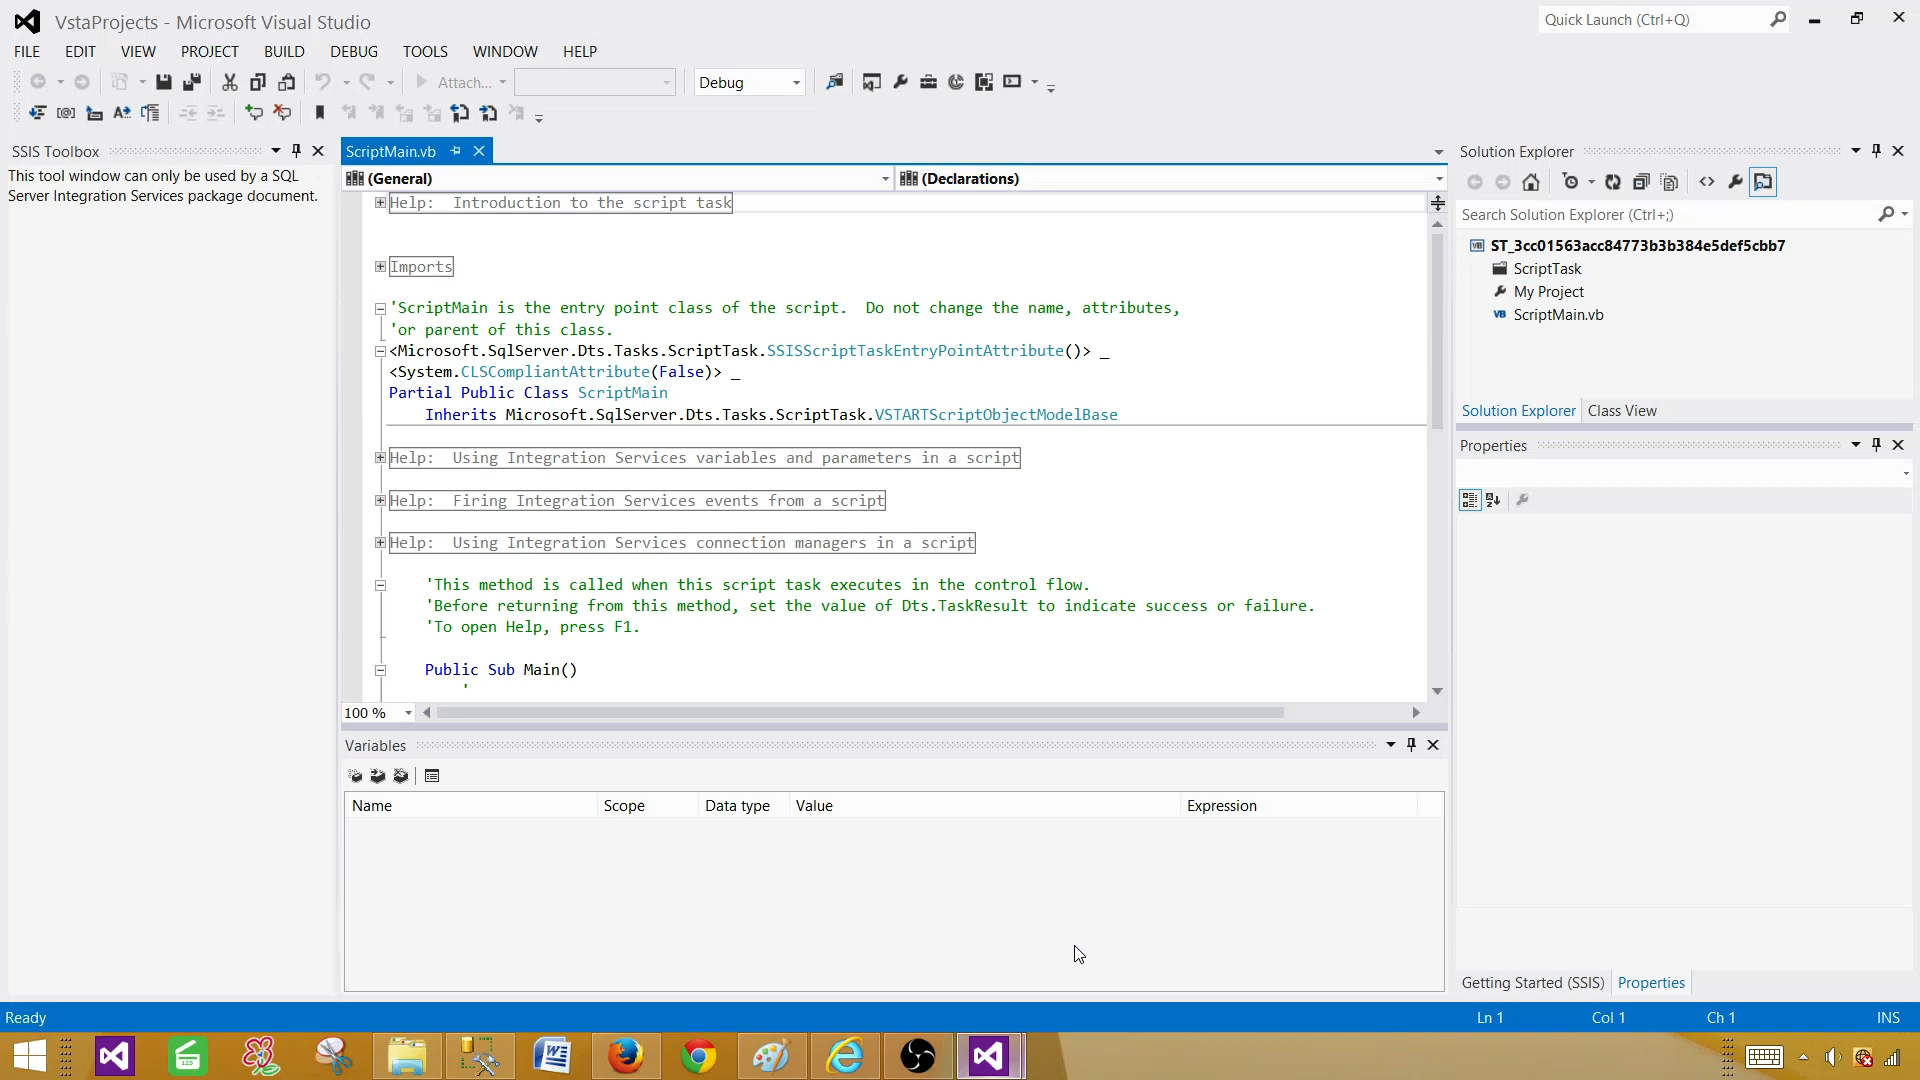 VstaProjects - Microsoft Visual Studio
Quick Launch (Ctrl+Q)
FILE EDIT VIEW PROJECT BUILD DEBUG TOOLS WINDOW HELP
Attach...
Debug
SSIS Toolbox
This tool window can only be used by a SQL
Server Integration Services package document.
ScriptMain.vb
(General)
(Declarations)
Help:  Introduction to the script task
Imports
'ScriptMain is the entry point class of the script.  Do not change the name, attributes,
'or parent of this class.
<Microsoft.SqlServer.Dts.Tasks.ScriptTask.SSISScriptTaskEntryPointAttribute()> _
<System.CLSCompliantAttribute(False)> _
Partial Public Class ScriptMain
Inherits Microsoft.SqlServer.Dts.Tasks.ScriptTask.VSTARTScriptObjectModelBase
Help:  Using Integration Services variables and parameters in a script
Help:  Firing Integration Services events from a script
Help:  Using Integration Services connection managers in a script
'This method is called when this script task executes in the control flow.
'Before returning from this method, set the value of Dts.TaskResult to indicate success or failure.
'To open Help, press F1.
Public Sub Main()
'
100 %
Variables
Name Scope Data type Value Expression
Solution Explorer
Search Solution Explorer (Ctrl+;)
ST_3cc01563acc84773b3b384e5def5cbb7
ScriptTask
My Project
VB ScriptMain.vb
Solution Explorer Class View
Properties
Getting Started (SSIS) Properties
Ready
Ln 1 Col 1 Ch 1 INS